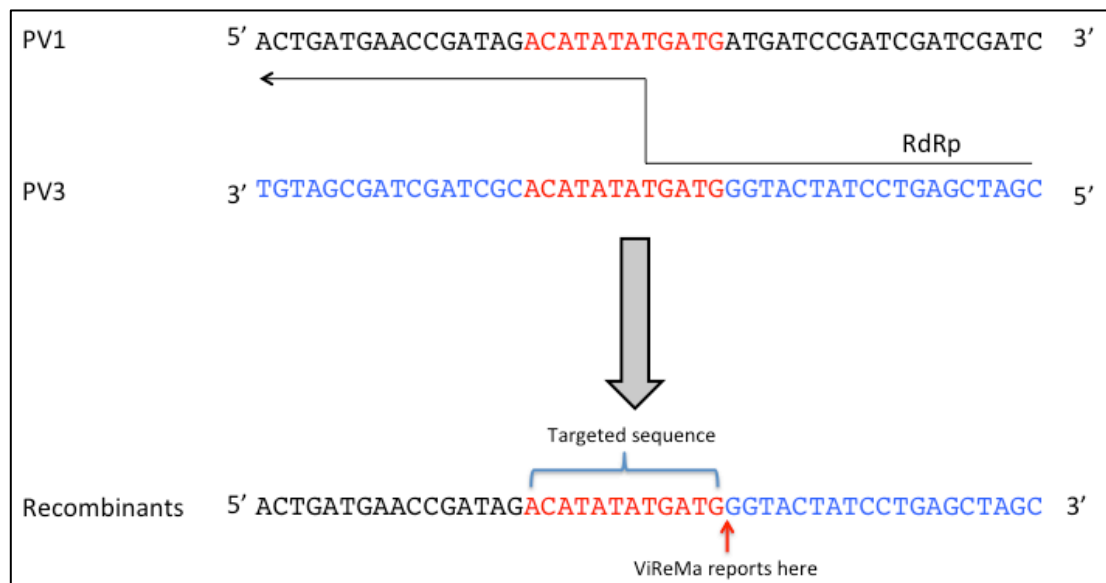 PV1 5’ ACTGATGAACCGATAGACATATATGATGATGATCCGATCGATCGATC 3’
RdRp
PV3 3’ TGTAGCGATCGATCGCACATATATGATGGGTACTATCCTGAGCTAGC 5’
Targeted sequence
Recombinants 5’ ACTGATGAACCGATAGACATATATGATGGGTACTATCCTGAGCTAGC 3’
ViReMa reports here